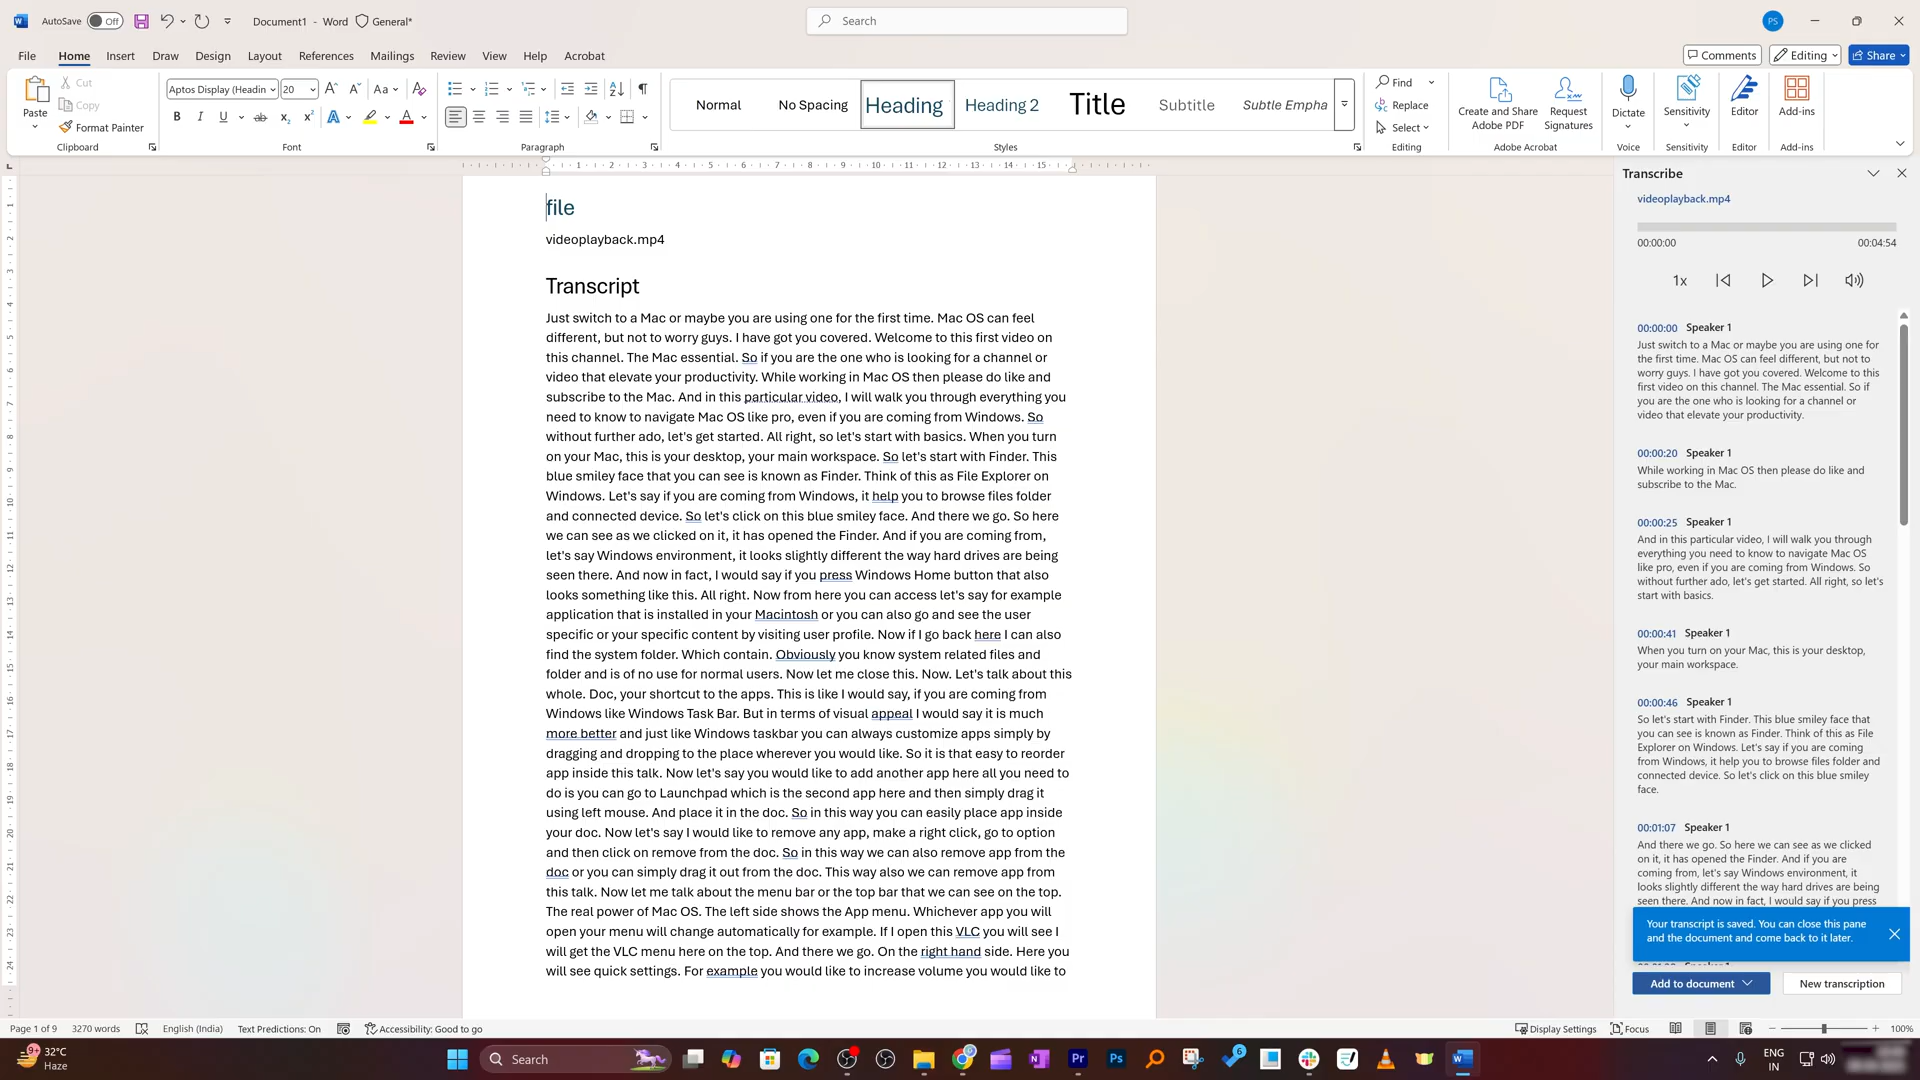 AutoSave Off Document1 - Word General*
Search
PS
File Home Insert Draw Design Layout References Mailings Review View Help Acrobat
Comments Editing Share
Paste
Cut
Copy
Format Painter
Clipboard
Aptos Display (Headin 20
Font
Paragraph
Normal No Spacing Heading Heading 2 Title Subtitle Subtle Empha
Styles
Find
Replace
Select
Editing
Create and Share
Adobe PDF
Request
Signatures
Adobe Acrobat
Dictate
Voice
Sensitivity
Sensitivity
Editor
Editor
Add-ins
Add-ins
file
videoplayback.mp4
Transcript
Just switch to a Mac or maybe you are using one for the first time. Mac OS can feel
different, but not to worry guys. I have got you covered. Welcome to this first video on
this channel. The Mac essential. So if you are the one who is looking for a channel or
video that elevate your productivity. While working in Mac OS then please do like and
subscribe to the Mac. And in this particular video, I will walk you through everything you
need to know to navigate Mac OS like pro, even if you are coming from Windows. So
without further ado, let's get started. All right, so let's start with basics. When you turn
on your Mac, this is your desktop, your main workspace. So let's start with Finder. This
blue smiley face that you can see is known as Finder. Think of this as File Explorer on
Windows. Let's say if you are coming from Windows, it help you to browse files folder
and connected device. So let's click on this blue smiley face. And there we go. So here
we can see as we clicked on it, it has opened the Finder. And if you are coming from,
let's say Windows environment, it looks slightly different the way hard drives are being
seen there. And now in fact, I would say if you press Windows Home button that also
looks something like this. All right. Now from here you can access let's say for example
application that is installed in your Macintosh or you can also go and see the user
specific or your specific content by visiting user profile. Now if I go back here I can also
find the system folder. Which contain. Obviously you know system related files and
folder and is of no use for normal users. Now let me close this. Now. Let's talk about this
whole. Doc, your shortcut to the apps. This is like I would say, if you are coming from
Windows like Windows Task Bar. But in terms of visual appeal I would say it is much
more better and just like Windows taskbar you can always customize apps simply by
dragging and dropping to the place wherever you would like. So it is that easy to reorder
app inside this talk. Now let's say you would like to add another app here all you need to
do is you can go to Launchpad which is the second app here and then simply drag it
using left mouse. And place it in the doc. So in this way you can easily place app inside
your doc. Now let's say I would like to remove any app, make a right click, go to option
and then click on remove from the doc. So in this way we can also remove app from the
doc or you can simply drag it out from the doc. This way also we can remove app from
this talk. Now let me talk about the menu bar or the top bar that we can see on the top.
The real power of Mac OS. The left side shows the App menu. Whichever app you will
open your menu will change automatically for example. If I open this VLC you will see I
will get the VLC menu here on the top. And there we go. On the right hand side. Here you
will see quick settings. For example you would like to increase volume you would like to
Transcribe
videoplayback.mp4
00:00:00 00:04:54
1x
00:00:00 Speaker 1
Just switch to a Mac or maybe you are using one for
the first time. Mac OS can feel different, but not to
worry guys. I have got you covered. Welcome to this
first video on this channel. The Mac essential. So if
you are the one who is looking for a channel or
video that elevate your productivity.
00:00:20 Speaker 1
While working in Mac OS then please do like and
subscribe to the Mac.
00:00:25 Speaker 1
And in this particular video, I will walk you through
everything you need to know to navigate Mac OS
like pro, even if you are coming from Windows. So
without further ado, let's get started. All right, so let's
start with basics.
00:00:41 Speaker 1
When you turn on your Mac, this is your desktop,
your main workspace.
00:00:46 Speaker 1
So let's start with Finder. This blue smiley face that
you can see is known as Finder. Think of this as File
Explorer on Windows. Let's say if you are coming
from Windows, it help you to browse files folder and
connected device. So let's click on this blue smiley
face.
00:01:07 Speaker 1
And there we go. So here we can see as we clicked
on it, it has opened the Finder. And if you are
coming from, let's say Windows environment, it
looks slightly different the way hard drives are being
seen there. And now in fact, I would say if you press
Your transcript is saved. You can close this pane
and the document and come back to it later.
Add to document New transcription
Page 1 of 9 3270 words English (India) Text Predictions: On Accessibility: Good to go
Display Settings Focus 100%
9+ 32°C
Haze
Search
6
ENG
IN